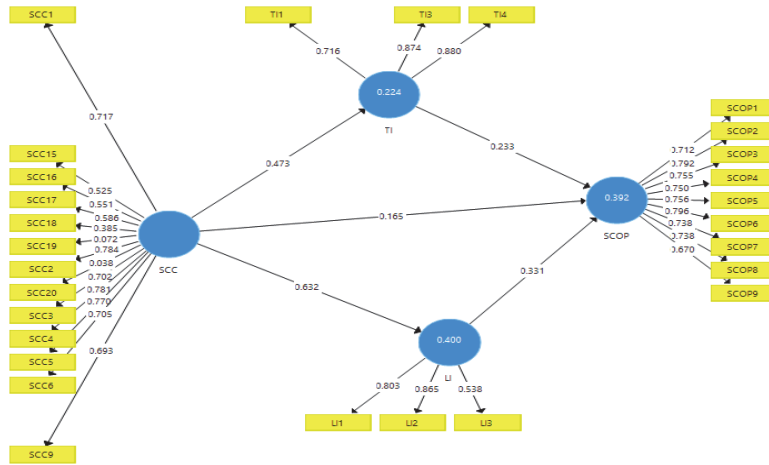 SCC1
TI1
TI3
TI4
0.716
0.874
0.880
0.224
TI
0.717
SCC15
SCC16
SCC17
SCC18
SCC19
SCC2
SCC20
SCC3
SCC4
SCC5
SCC6
SCC9
0.525
0.551
0.586
0.385
0.072
0.784
0.038
0.702
0.781
0.770
0.705
0.693
SCC
0.473
0.233
0.165
0.632
0.331
0.392
SCOP
0.712
0.792
0.755
0.750
0.756
0.796
0.738
0.738
0.670
SCOP1
SCOP2
SCOP3
SCOP4
SCOP5
SCOP6
SCOP7
SCOP8
SCOP9
0.400
LI
0.803
0.865
0.538
LI1
LI2
LI3